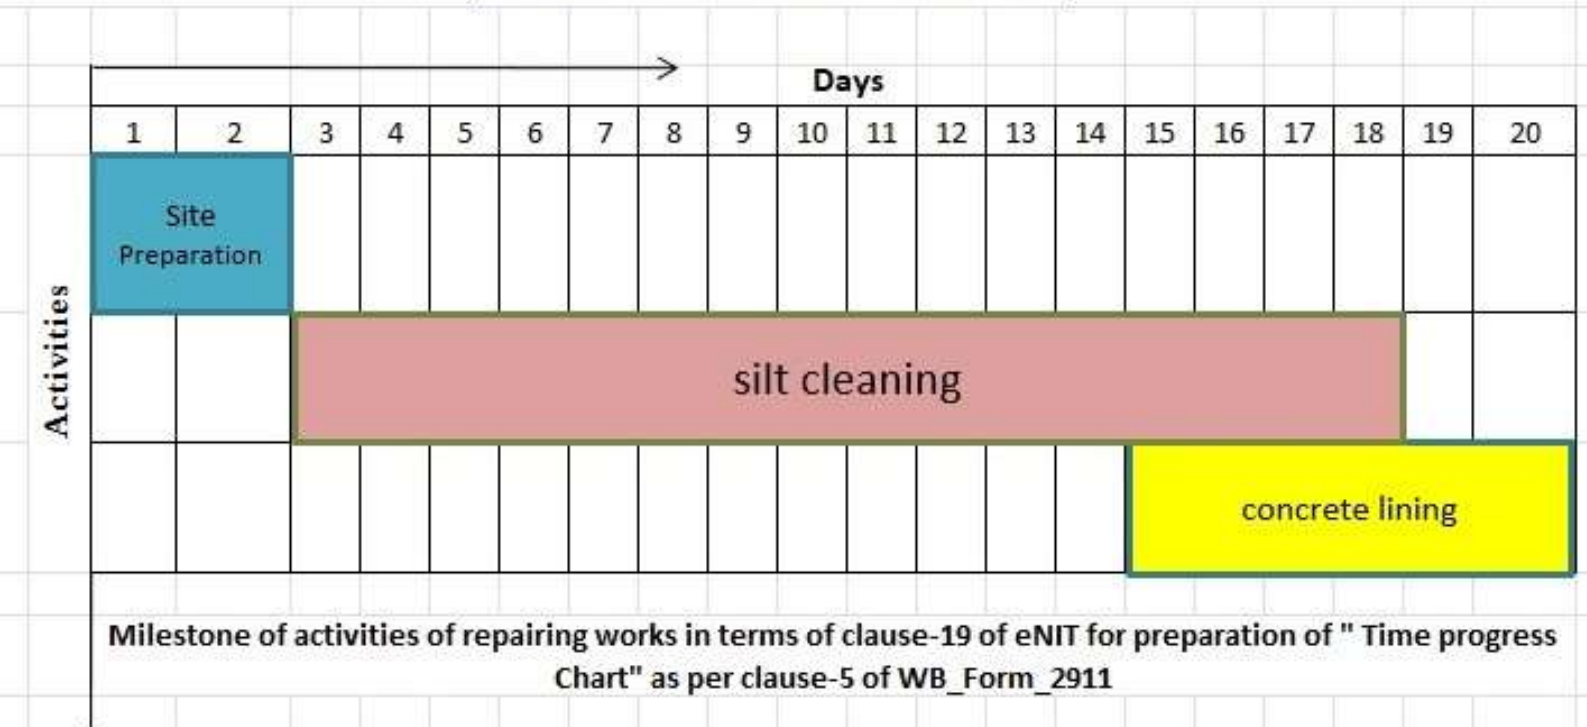 Days
1 2 3 4 5 6 7 8 9 10 11 12 13 14 15 16 17 18 19 20
Site
Preparation
Activities
silt cleaning
concrete lining
Milestone of activities of repairing works in terms of clause-19 of eNIT for preparation of " Time progress
Chart" as per clause-5 of WB_Form_2911